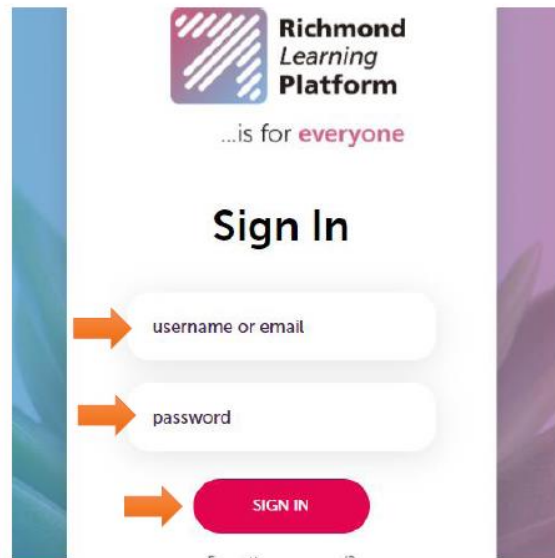 Richmond
Learning
Platform
...is for everyone
Sign In
username or email
password
SIGN IN